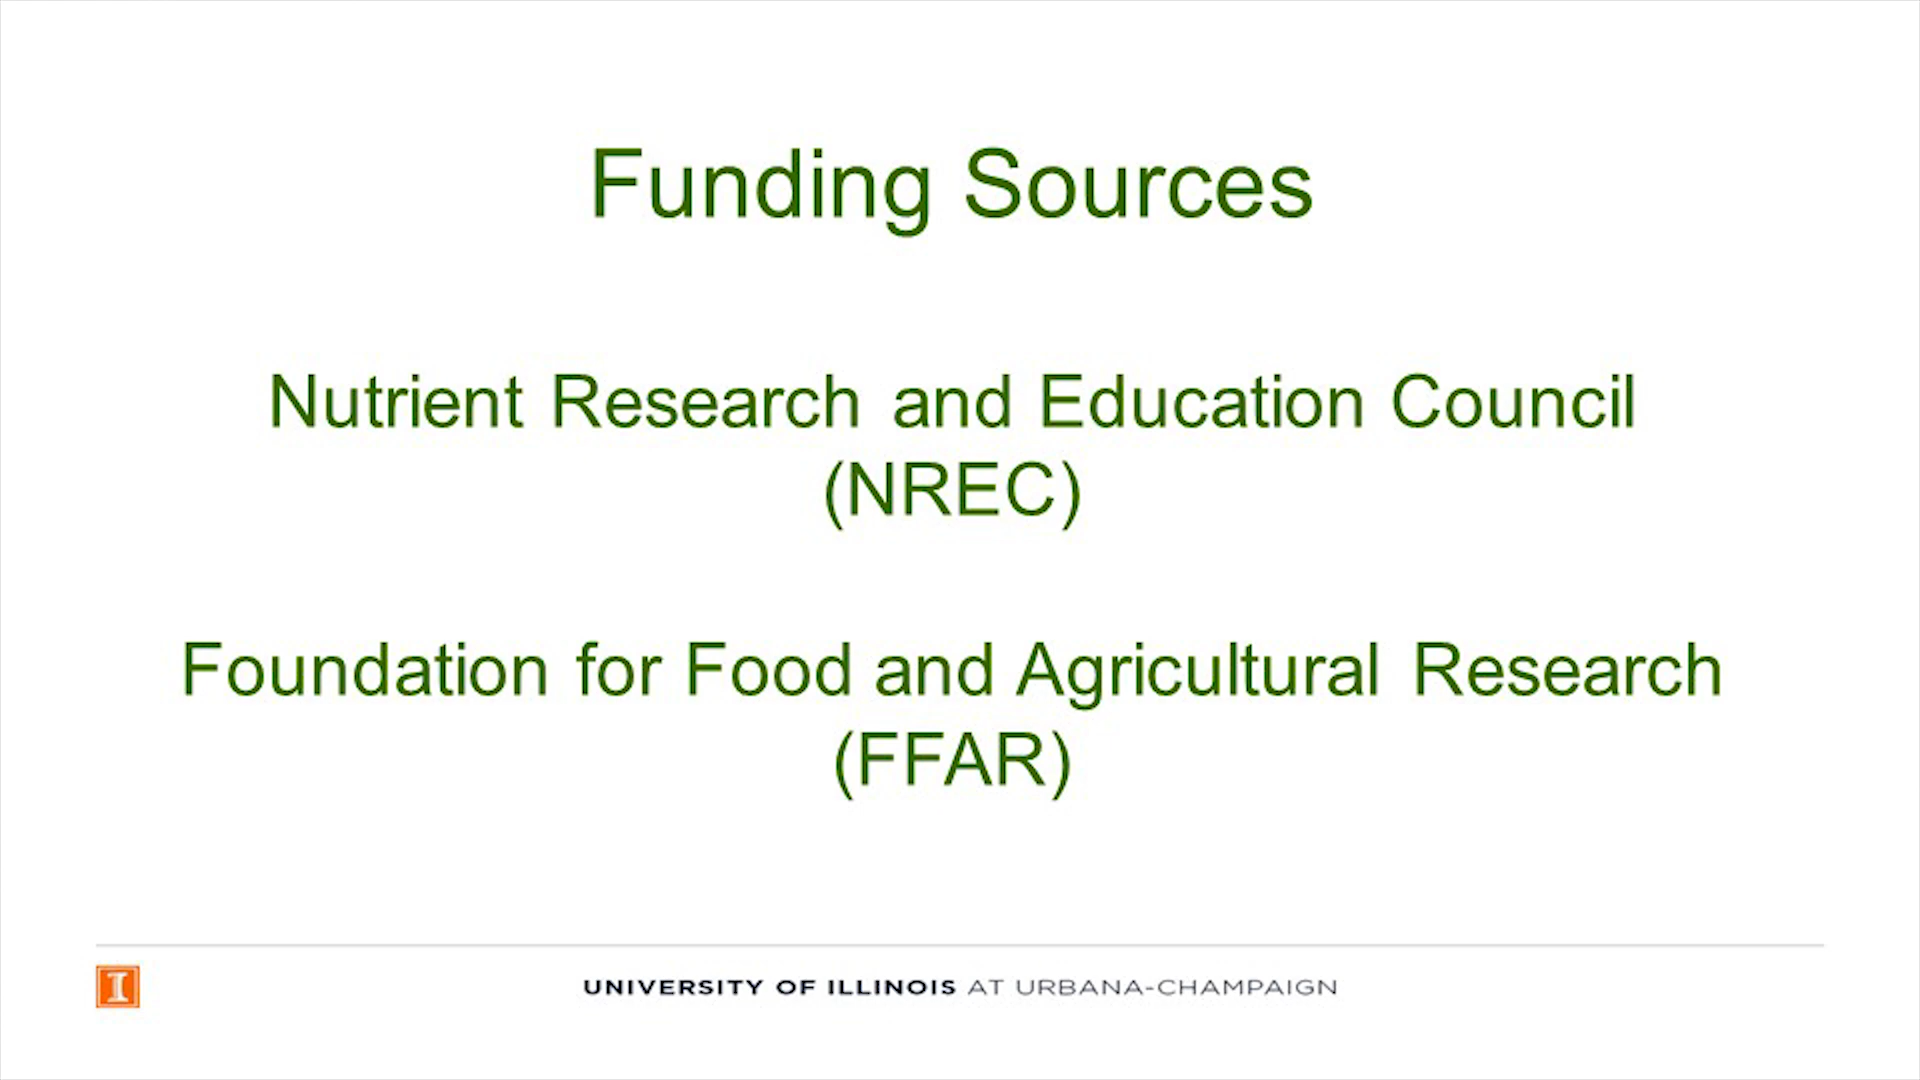 Funding Sources
Nutrient Research and Education Council
(NREC)
Foundation for Food and Agricultural Research
(FFAR)
I
UNIVERSITY OF ILLINOIS AT URBANA-CHAMPAIGN